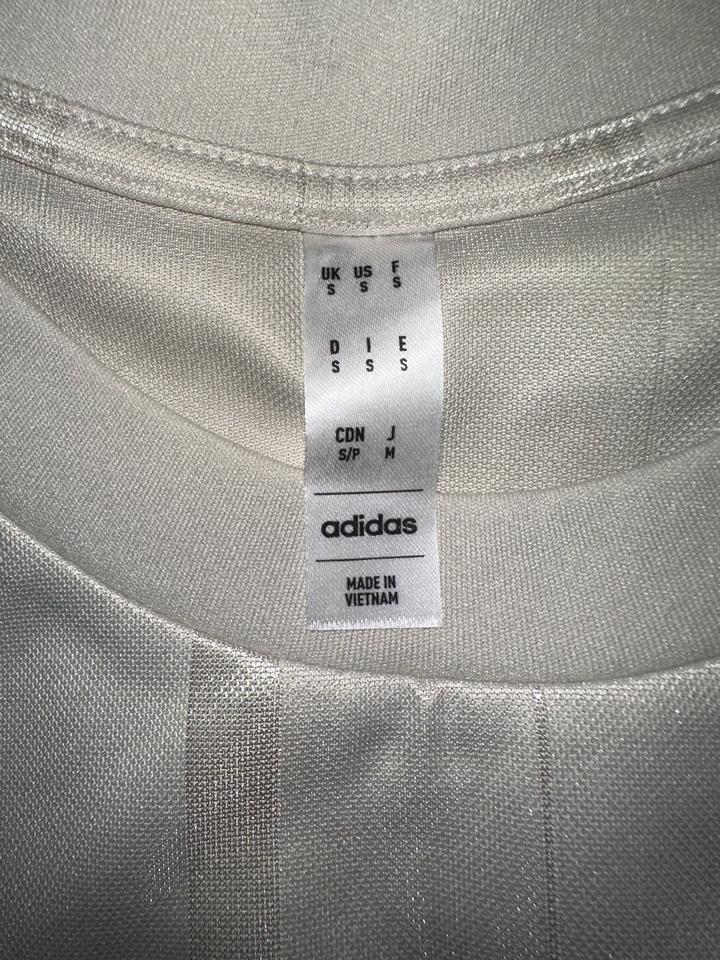 UK US F
S S S
D I E
S S S
CDN J
S/P M
adidas
MADE IN
VIETNAM